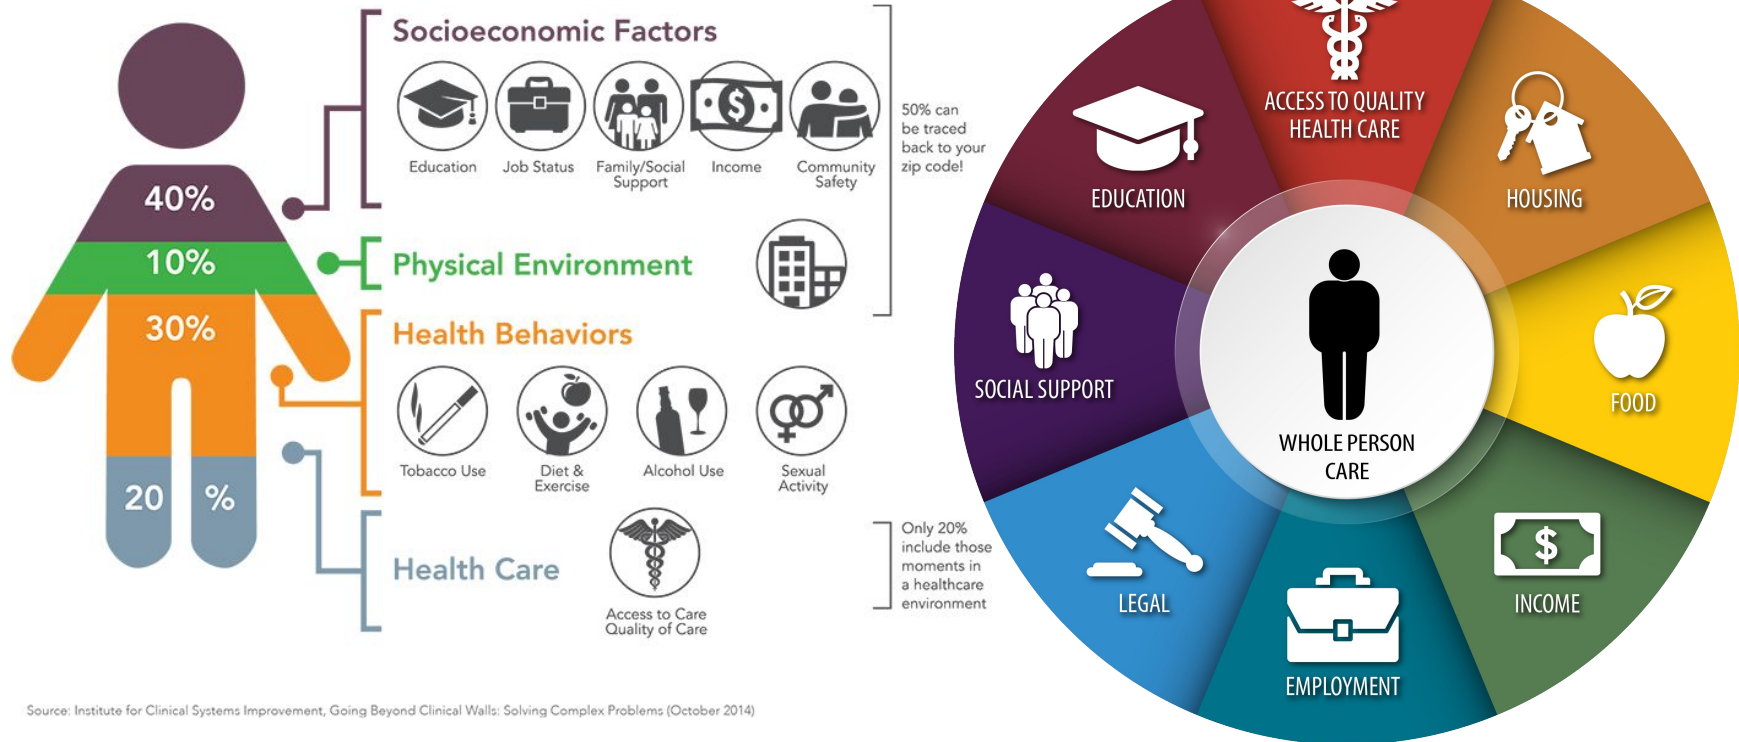 Socioeconomic Factors
Education
Job Status
Family/Social
Support
Income
Community
Safety
50% can
be traced
back to your
zip code!
40%
10%
Physical Environment
30%
Health Behaviors
Tobacco Use
Diet &
Exercise
Alcohol Use
Sexual
Activity
20 %
Health Care
Access to Care
Quality of Care
Only 20%
include those
moments in
a healthcare
environment
Source: Institute for Clinical Systems Improvement, Going Beyond Clinical Walls: Solving Complex Problems (October 2014)
ACCESS TO QUALITY
HEALTH CARE
HOUSING
FOOD
$
INCOME
EMPLOYMENT
LEGAL
SOCIAL SUPPORT
EDUCATION
WHOLE PERSON
CARE